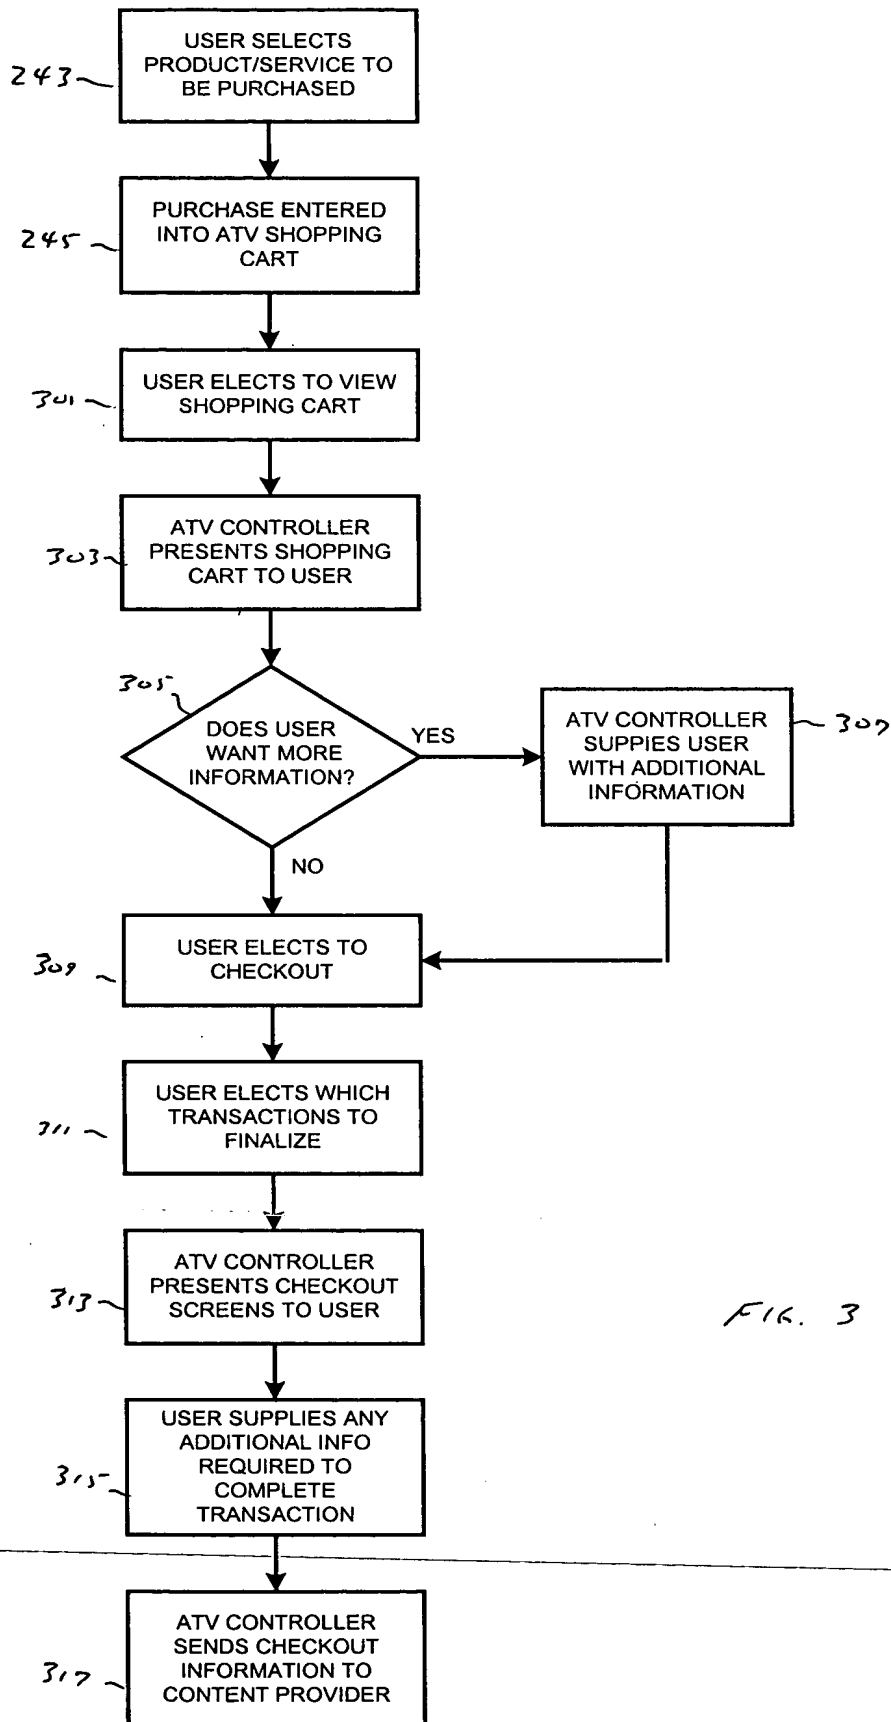 USER SELECTS
PRODUCT/SERVICE TO
BE PURCHASED
243
PURCHASE ENTERED
INTO ATV SHOPPING
CART
245
USER ELECTS TO VIEW
SHOPPING CART
301
ATV CONTROLLER
PRESENTS SHOPPING
CART TO USER
303
305
DOES USER
WANT MORE
INFORMATION?
YES
ATV CONTROLLER
SUPPIES USER
WITH ADDITIONAL
INFORMATION
307
NO
USER ELECTS TO
CHECKOUT
309
USER ELECTS WHICH
TRANSACTIONS TO
FINALIZE
311
ATV CONTROLLER
PRESENTS CHECKOUT
SCREENS TO USER
313
FIG. 3
USER SUPPLIES ANY
ADDITIONAL INFO
REQUIRED TO
COMPLETE
TRANSACTION
315
ATV CONTROLLER
SENDS CHECKOUT
INFORMATION TO
CONTENT PROVIDER
317